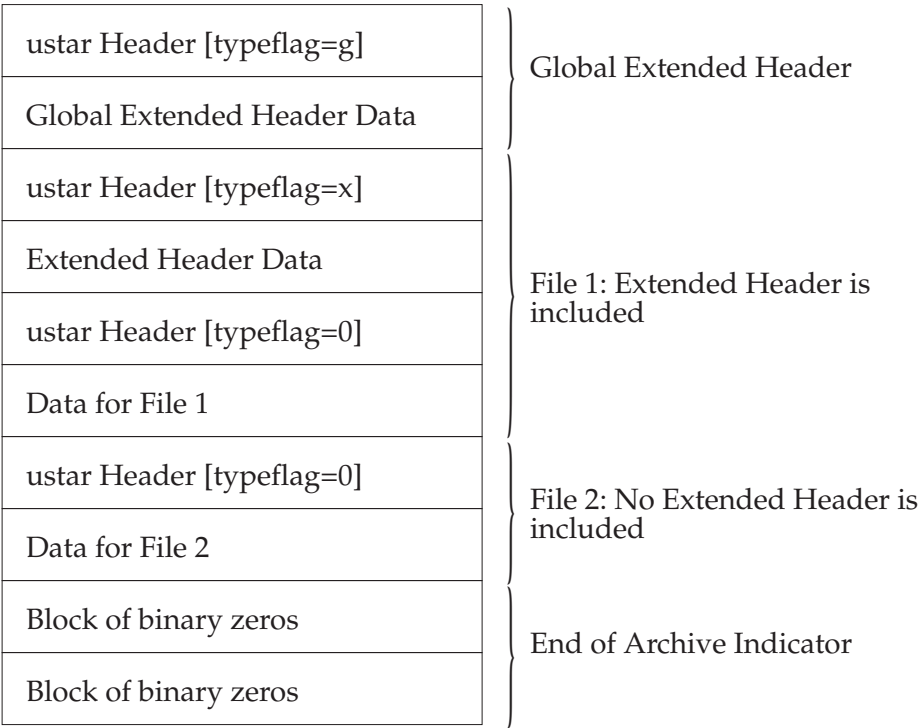 ustar Header [typeflag=g]
Global Extended Header Data
Global Extended Header
ustar Header [typeflag=x]
Extended Header Data
ustar Header [typeflag=0]
Data for File 1
File 1: Extended Header is
included
ustar Header [typeflag=0]
Data for File 2
File 2: No Extended Header is
included
Block of binary zeros
Block of binary zeros
End of Archive Indicator